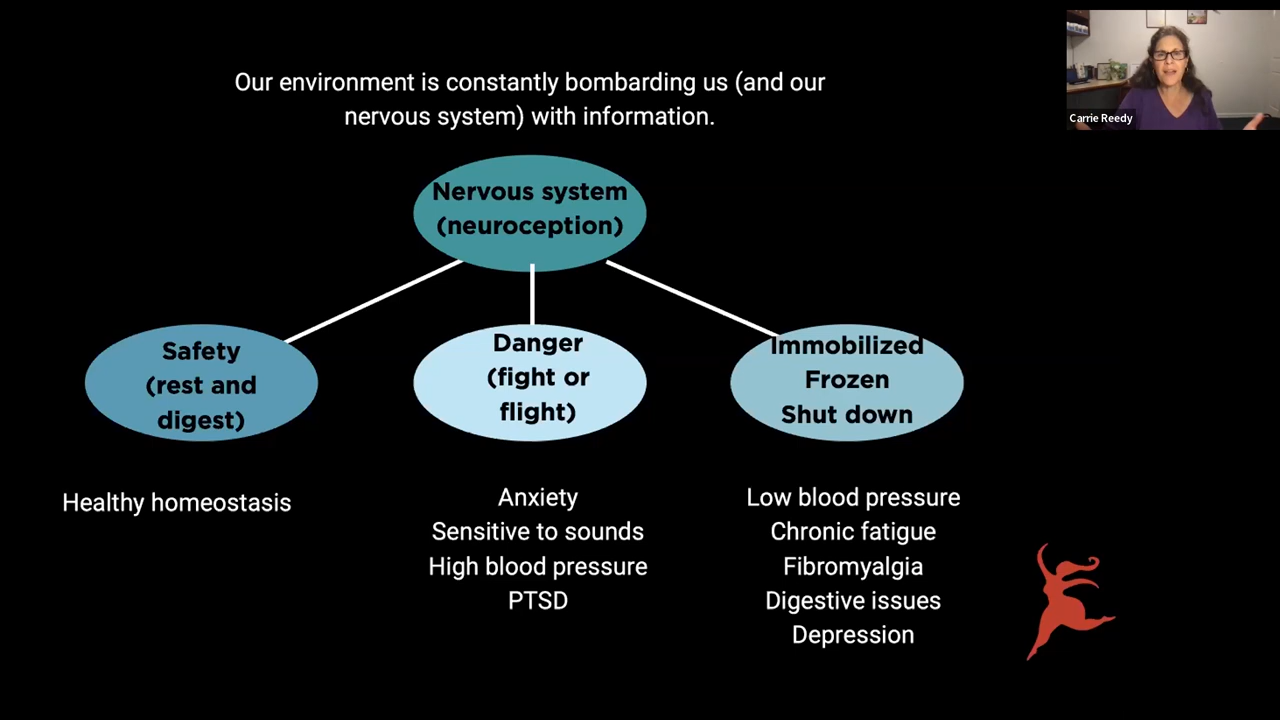 Our environment is constantly bombarding us (and our
nervous system) with information.
Carrie Reedy
Nervous system
(neuroception)
Safety
(rest and
digest)
Danger
(fight or
flight)
Immobilized
Frozen
Shut down
Healthy homeostasis
Anxiety
Sensitive to sounds
High blood pressure
PTSD
Low blood pressure
Chronic fatigue
Fibromyalgia
Digestive issues
Depression